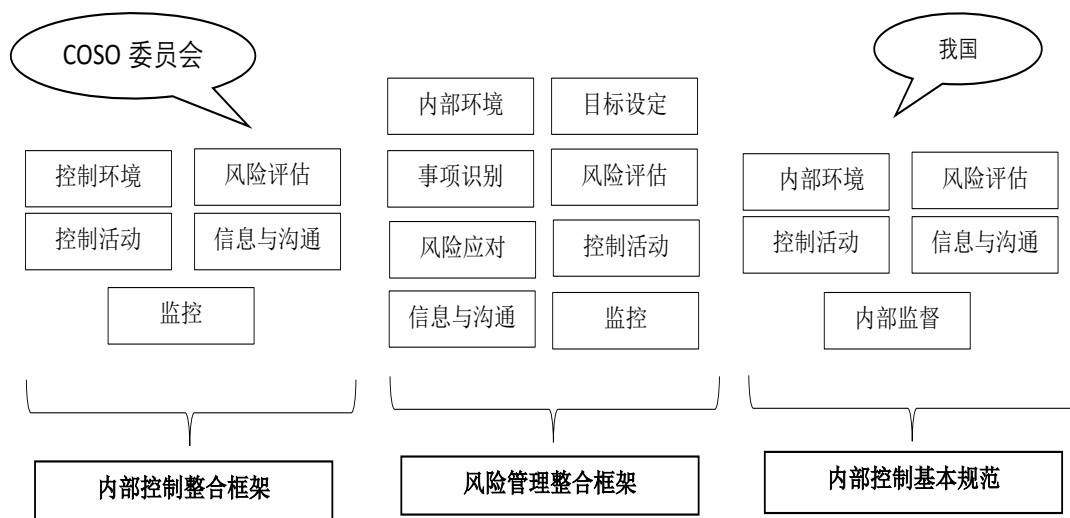 COSO 委员会
我国
内部环境
目标设定
控制环境
风险评估
事项识别
风险评估
内部环境
风险评估
控制活动
信息与沟通
风险应对
控制活动
控制活动
信息与沟通
监控
信息与沟通
监控
内部监督
内部控制整合框架
风险管理整合框架
内部控制基本规范